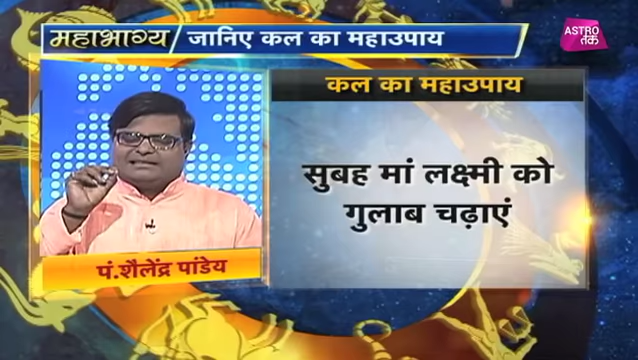 महाभाग्य जानिए कल का महाउपाय
ASTRO
तक
कल का महाउपाय
सुबह मां लक्ष्मी को
गुलाब चढ़ाएं
पं.शैलेंद्र पांडेय